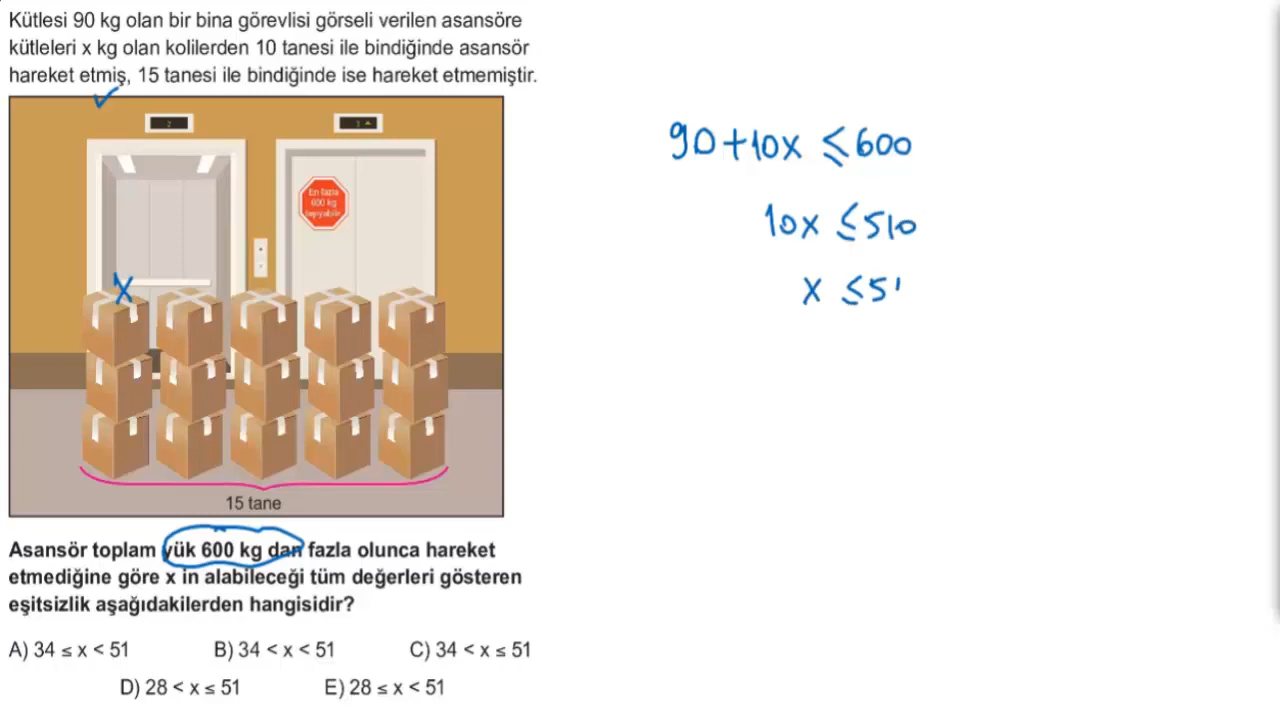 Kütlesi 90 kg olan bir bina görevlisi görseli verilen asansöre
kütleleri x kg olan kolilerden 10 tanesi ile bindiğinde asansör
hareket etmiş, 15 tanesi ile bindiğinde ise hareket etmemiştir.
2
En fazla
600 kg
taşıyabilir
x
15 tane
Asansör toplam yük 600 kg dan fazla olunca hareket
etmediğine göre x in alabileceği tüm değerleri gösteren
eşitsizlik aşağıdakilerden hangisidir?
A) 34 ≤ x < 51 B) 34 < x < 51 C) 34 < x ≤ 51
D) 28 < x ≤ 51 E) 28 ≤ x < 51
90+10x ≤600
10x ≤510
x ≤51